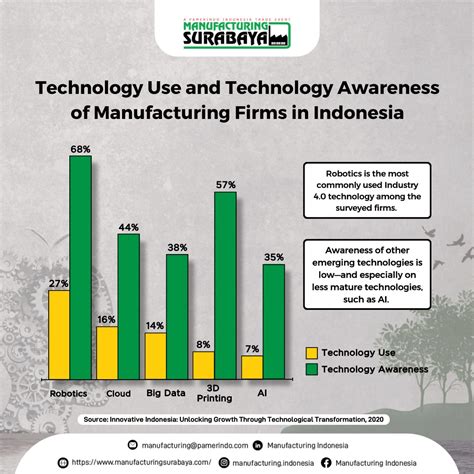 A PAMERINDO INDONESIA TRADE EVENT
MANUFACTURING
SURABAYA
Technology Use and Technology Awareness
of Manufacturing Firms in Indonesia
68%
57%
44%
38%
35%
27%
16%
14%
8%
7%
Robotics
Cloud
Big Data
3D
Printing
AI
Robotics is the most
commonly used Industry
4.0 technology among the
surveyed firms.
Awareness of other
emerging technologies is
low—and especially on
less mature technologies,
such as AI.
Technology Use
Technology Awareness
Source: Innovative Indonesia: Unlocking Growth Through Technological Transformation, 2020
manufacturing@pamerindo.com
Manufacturing Indonesia
https://www.manufacturingsurabaya.com/
manufacturing.indonesia
Manufacturing Indonesia